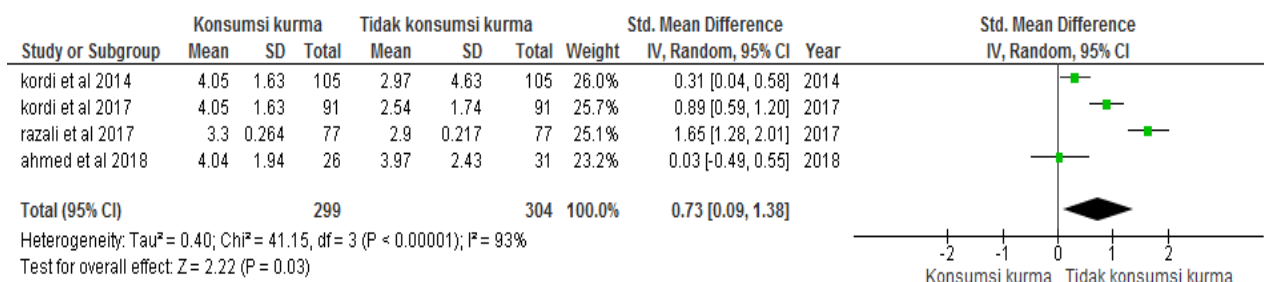 Konsumsi kurma Tidak konsumsi kurma Std. Mean Difference Std. Mean Difference
Study or Subgroup Mean SD Total Mean SD Total Weight IV, Random, 95% CI Year IV, Random, 95% CI
kordi et al 2014 4.05 1.63 105 2.97 4.63 105 26.0% 0.31 [0.04, 0.58] 2014
kordi et al 2017 4.05 1.63 91 2.54 1.74 91 25.7% 0.89 [0.59, 1.20] 2017
razali et al 2017 3.3 0.264 77 2.9 0.217 77 25.1% 1.65 [1.28, 2.01] 2017
ahmed et al 2018 4.04 1.94 26 3.97 2.43 31 23.2% 0.03 [-0.49, 0.55] 2018
Total (95% CI) 299 304 100.0% 0.73 [0.09, 1.38]
Heterogeneity: Tau² = 0.40; Chi² = 41.15, df = 3 (P < 0.00001); I² = 93%
Test for overall effect: Z = 2.22 (P = 0.03)
-2 -1 0 1 2
Konsumsi kurma Tidak konsumsi kurma